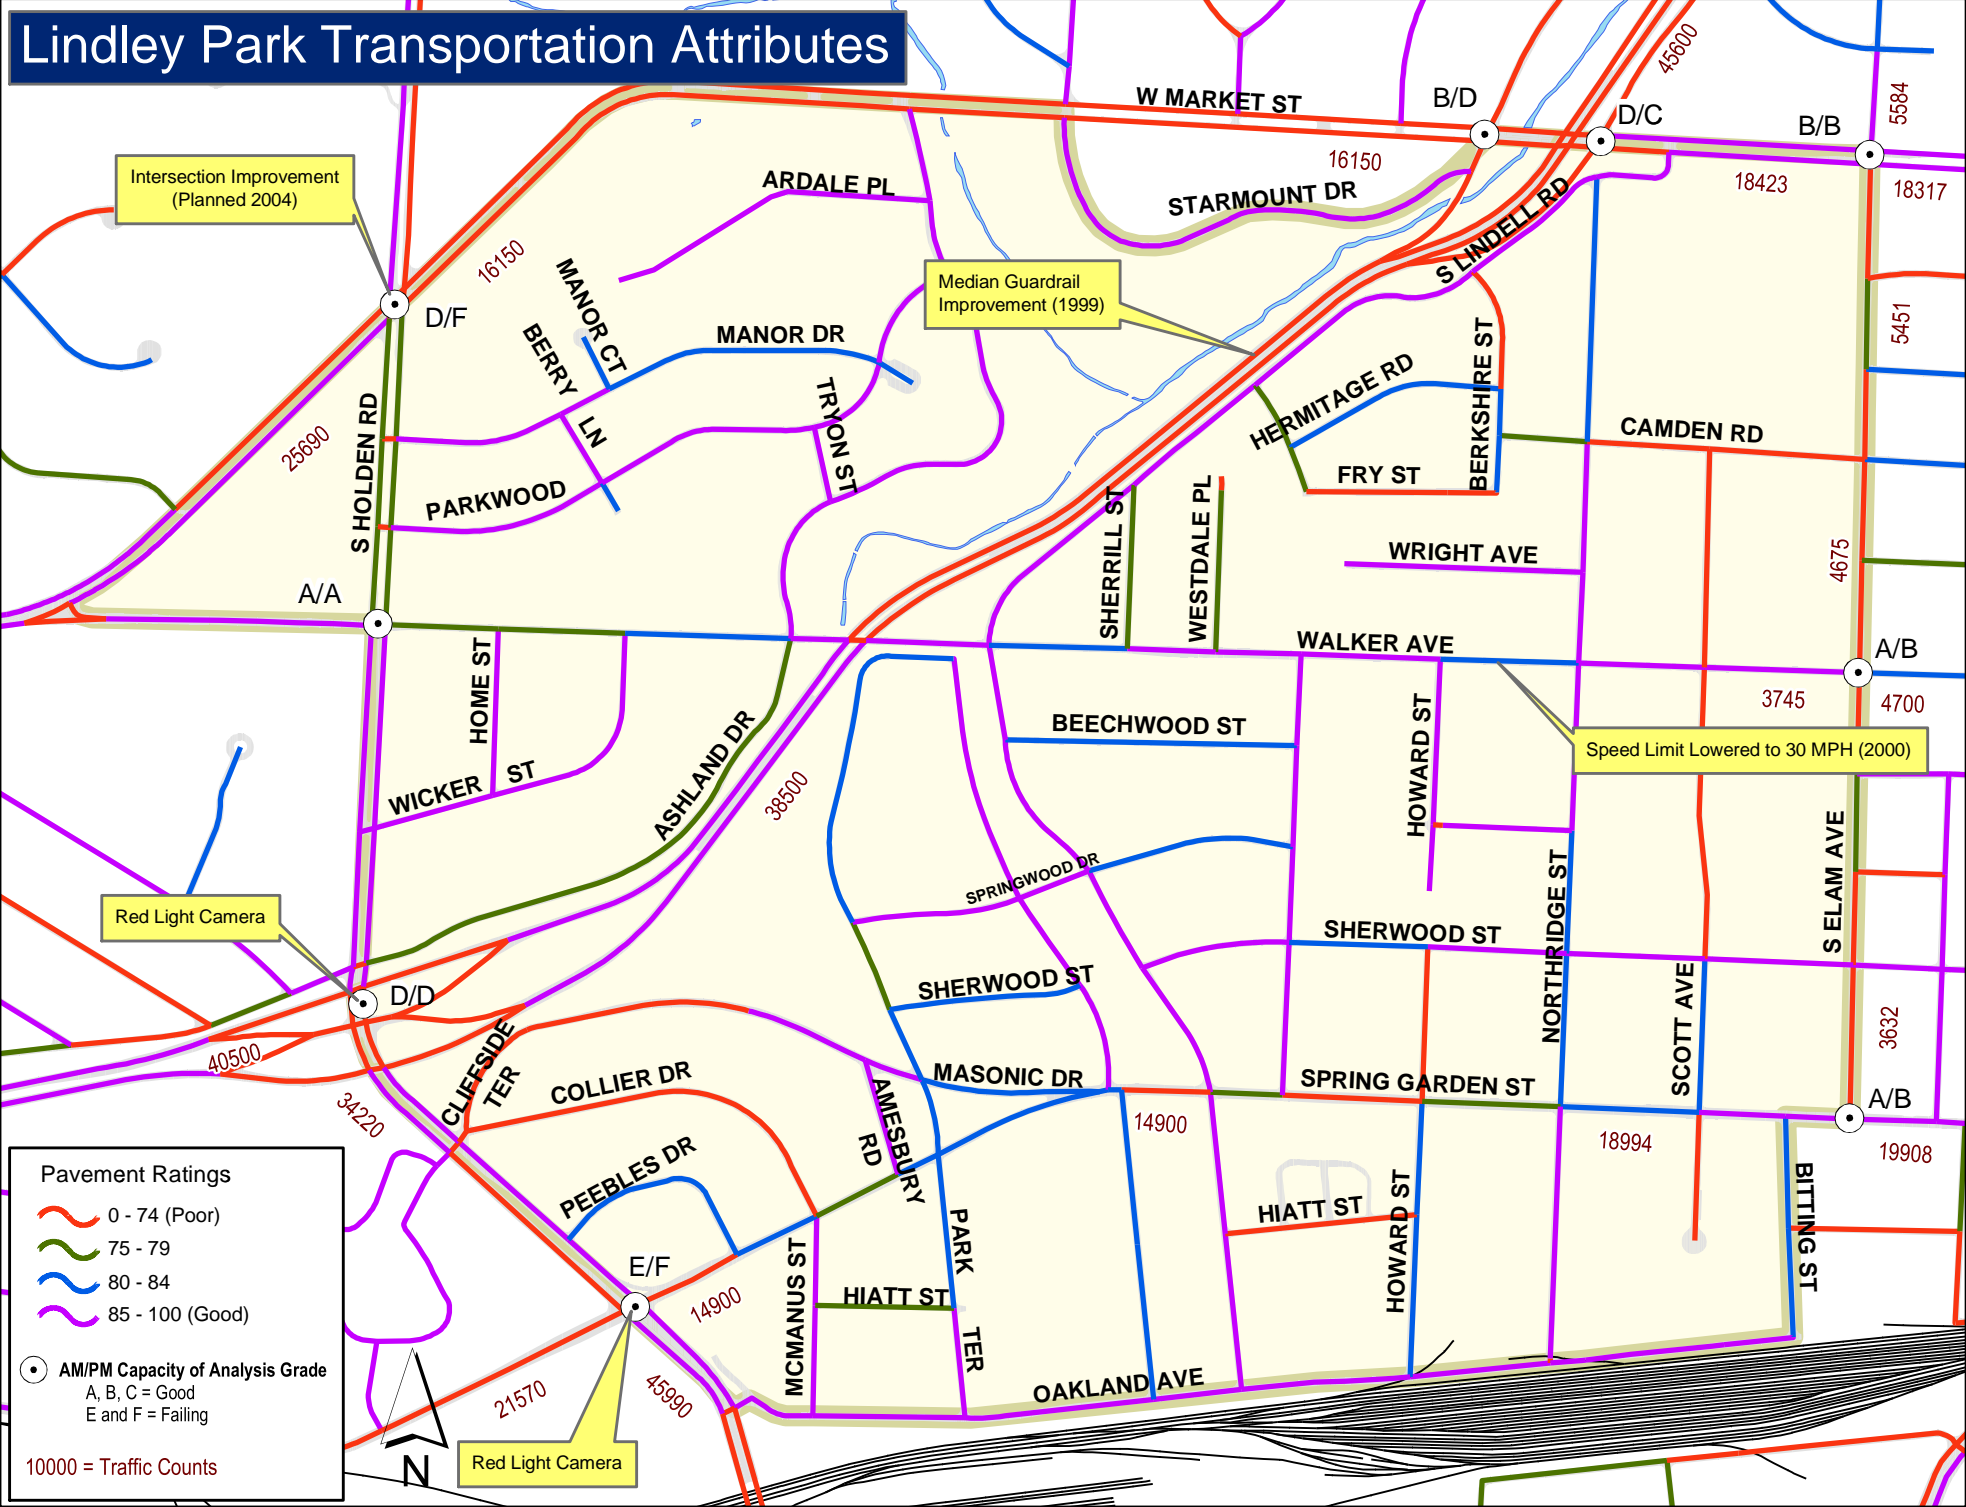 Lindley Park Transportation Attributes
45600
W MARKET ST
B/D
D/C
B/B
5584
Intersection Improvement
(Planned 2004)
16150
18423
18317
ARDALE PL
STARMOUNT DR
S LINDELL RD
16150
MANOR CT
Median Guardrail
Improvement (1999)
D/F
BERRY
LN
MANOR DR
5451
HERMITAGE RD
BERKSHIRE ST
TRYON ST
CAMDEN RD
25690
S HOLDEN RD
PARKWOOD
FRY ST
SHERRILL ST
WESTDALE PL
WRIGHT AVE
4675
A/A
WALKER AVE
A/B
HOME ST
3745
4700
BEECHWOOD ST
HOWARD ST
Speed Limit Lowered to 30 MPH (2000)
WICKER ST
ASHLAND DR
38500
SPRINGWOOD DR
NORTHRIDGE ST
S ELAM AVE
Red Light Camera
SHERWOOD ST
D/D
SHERWOOD ST
SCOTT AVE
3632
40500
CLIFFSIDE
TER
COLLIER DR
MASONIC DR
SPRING GARDEN ST
A/B
34220
AMESBURY
RD
14900
18994
19908
PEEBLES DR
BITTING ST
HIATT ST
HOWARD ST
PARK
TER
E/F
14900
MCMANUS ST
HIATT ST
OAKLAND AVE
21570
45990
Red Light Camera
N
Pavement Ratings
0 - 74 (Poor)
75 - 79
80 - 84
85 - 100 (Good)
AM/PM Capacity of Analysis Grade
A, B, C = Good
E and F = Failing
10000 = Traffic Counts